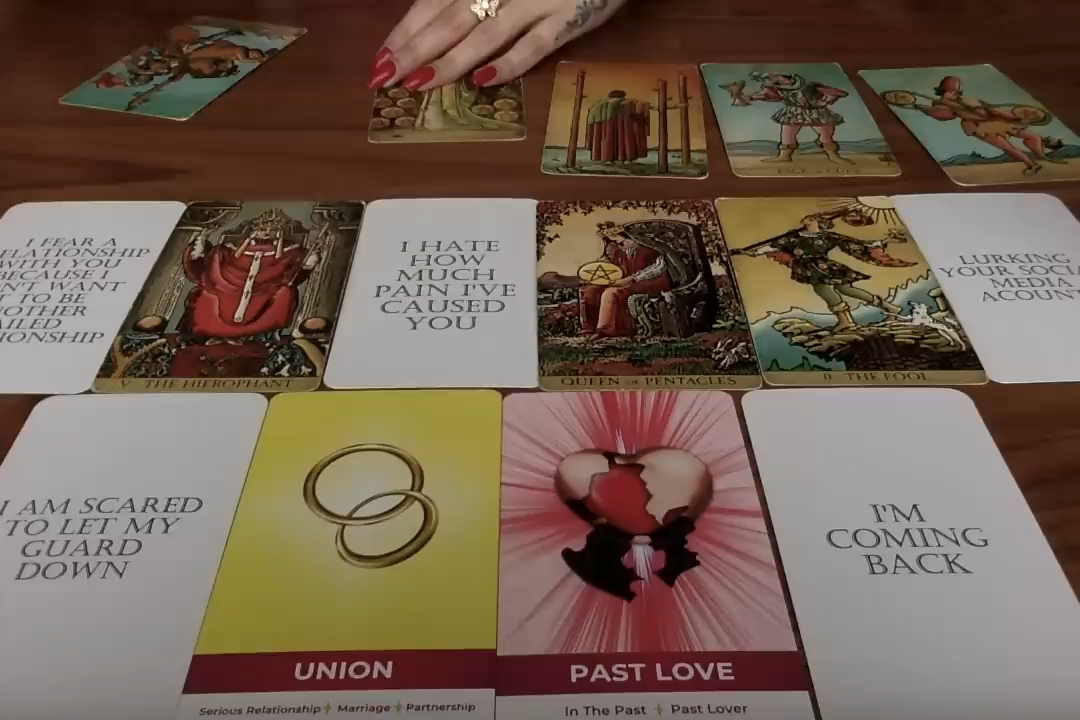 I FEAR A
WITH YOU
BECAUSE I
WANT
TO BE
V THE HIEROPHANT
I HATE
HOW
MUCH
PAIN I'VE
CAUSED
YOU
QUEEN OF PENTACLES
0 THE FOOL
LURKING
YOUR SOCIAL
MEDIA
I AM SCARED
TO LET MY
GUARD
DOWN
UNION
Serious Relationship + Marriage + Partnership
PAST LOVE
In The Past + Past Lover
I'M
COMING
BACK